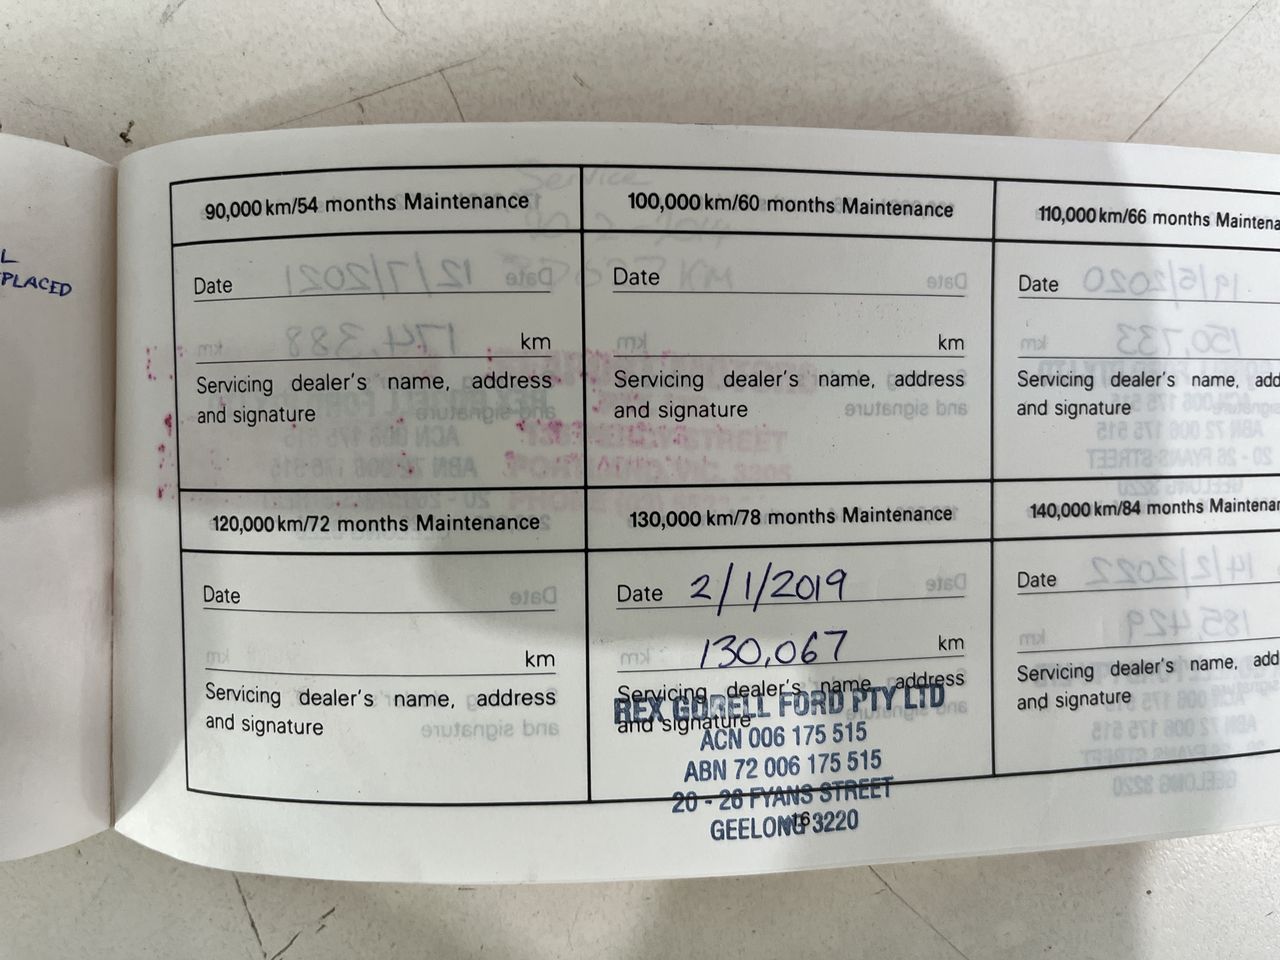 L
PLACED
90,000 km/54 months Maintenance
Date
km
Servicing dealer's name, address
and signature
100,000 km/60 months Maintenance
Date
km
Servicing dealer's name, address
and signature
110,000 km/66 months Maintena
Date
Servicing dealer's name, add
and signature
120,000 km/72 months Maintenance
Date
km
Servicing dealer's name, address
and signature
130,000 km/78 months Maintenance
Date 2/1/2019
130,067 km
Servicing dealer's name, address
and signature
REX GORELL FORD PTY LTD
ACN 006 175 515
ABN 72 006 175 515
20 - 26 FYANS STREET
GEELONG 3220
16
140,000 km/84 months Maintenan
Date
Servicing dealer's name, add
and signature